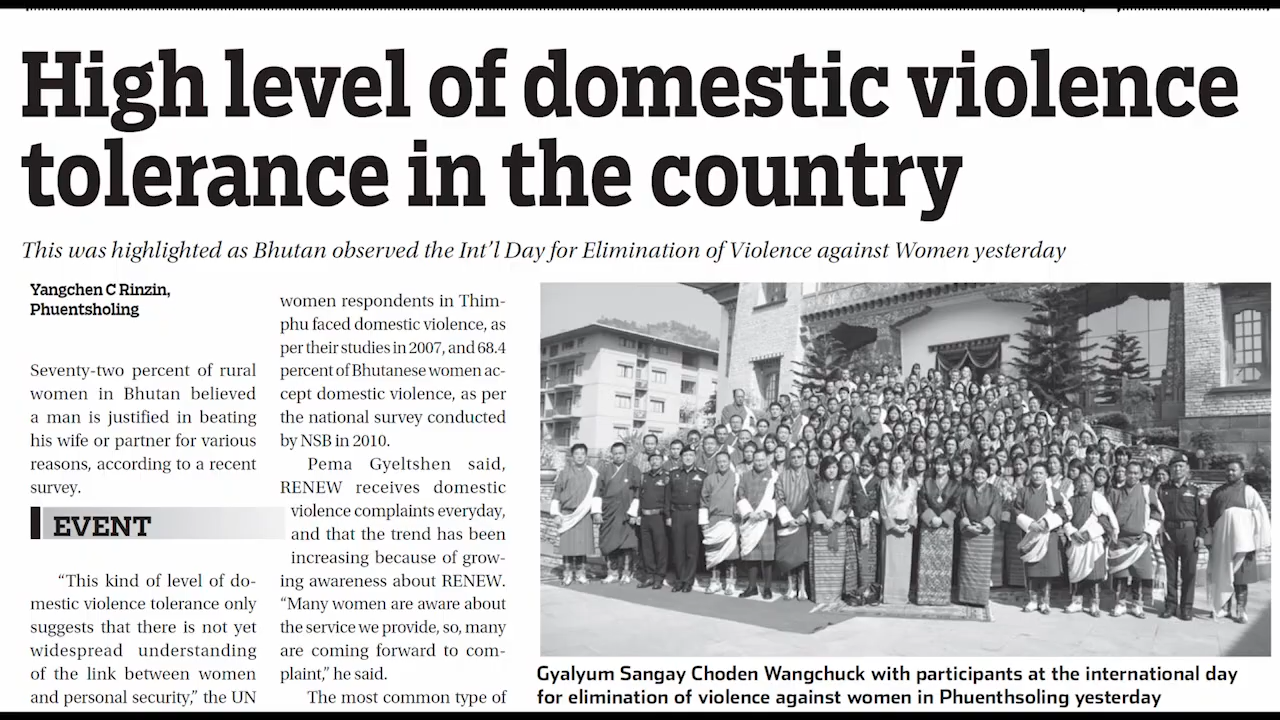 High level of domestic violence
tolerance in the country
This was highlighted as Bhutan observed the Int'l Day for Elimination of Violence against Women yesterday
Yangchen C Rinzin,
Phuentsholing
Seventy-two percent of rural
women in Bhutan believed
a man is justified in beating
his wife or partner for various
reasons, according to a recent
survey.
EVENT
“This kind of level of do-
mestic violence tolerance only
suggests that there is not yet
widespread understanding
of the link between women
and personal security,” the UN
women respondents in Thim-
phu faced domestic violence, as
per their studies in 2007, and 68.4
percent of Bhutanese women ac-
cept domestic violence, as per
the national survey conducted
by NSB in 2010.
Pema Gyeltshen said,
RENEW receives domestic
violence complaints everyday,
and that the trend has been
increasing because of grow-
ing awareness about RENEW.
“Many women are aware about
the service we provide, so, many
are coming forward to com-
plaint,” he said.
The most common type of
Gyalyum Sangay Choden Wangchuck with participants at the international day
for elimination of violence against women in Phuenthsoling yesterday